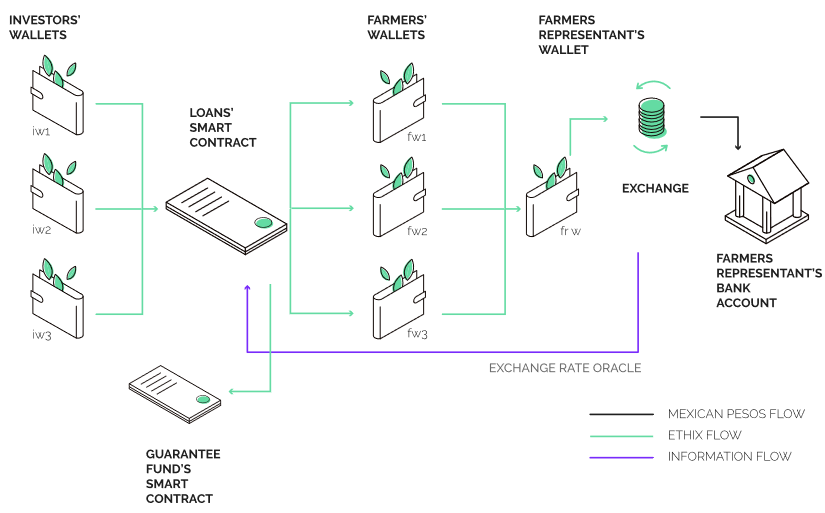 INVESTORS'
WALLETS
FARMERS'
WALLETS
FARMERS
REPRESENTANT'S
WALLET
LOANS'
SMART
CONTRACT
iw1
iw2
iw3
fw1
fw2
fw3
fr w
EXCHANGE
FARMERS
REPRESENTANT'S
BANK
ACCOUNT
EXCHANGE RATE ORACLE
GUARANTEE
FUND'S
SMART
CONTRACT
MEXICAN PESOS FLOW
ETHIX FLOW
INFORMATION FLOW